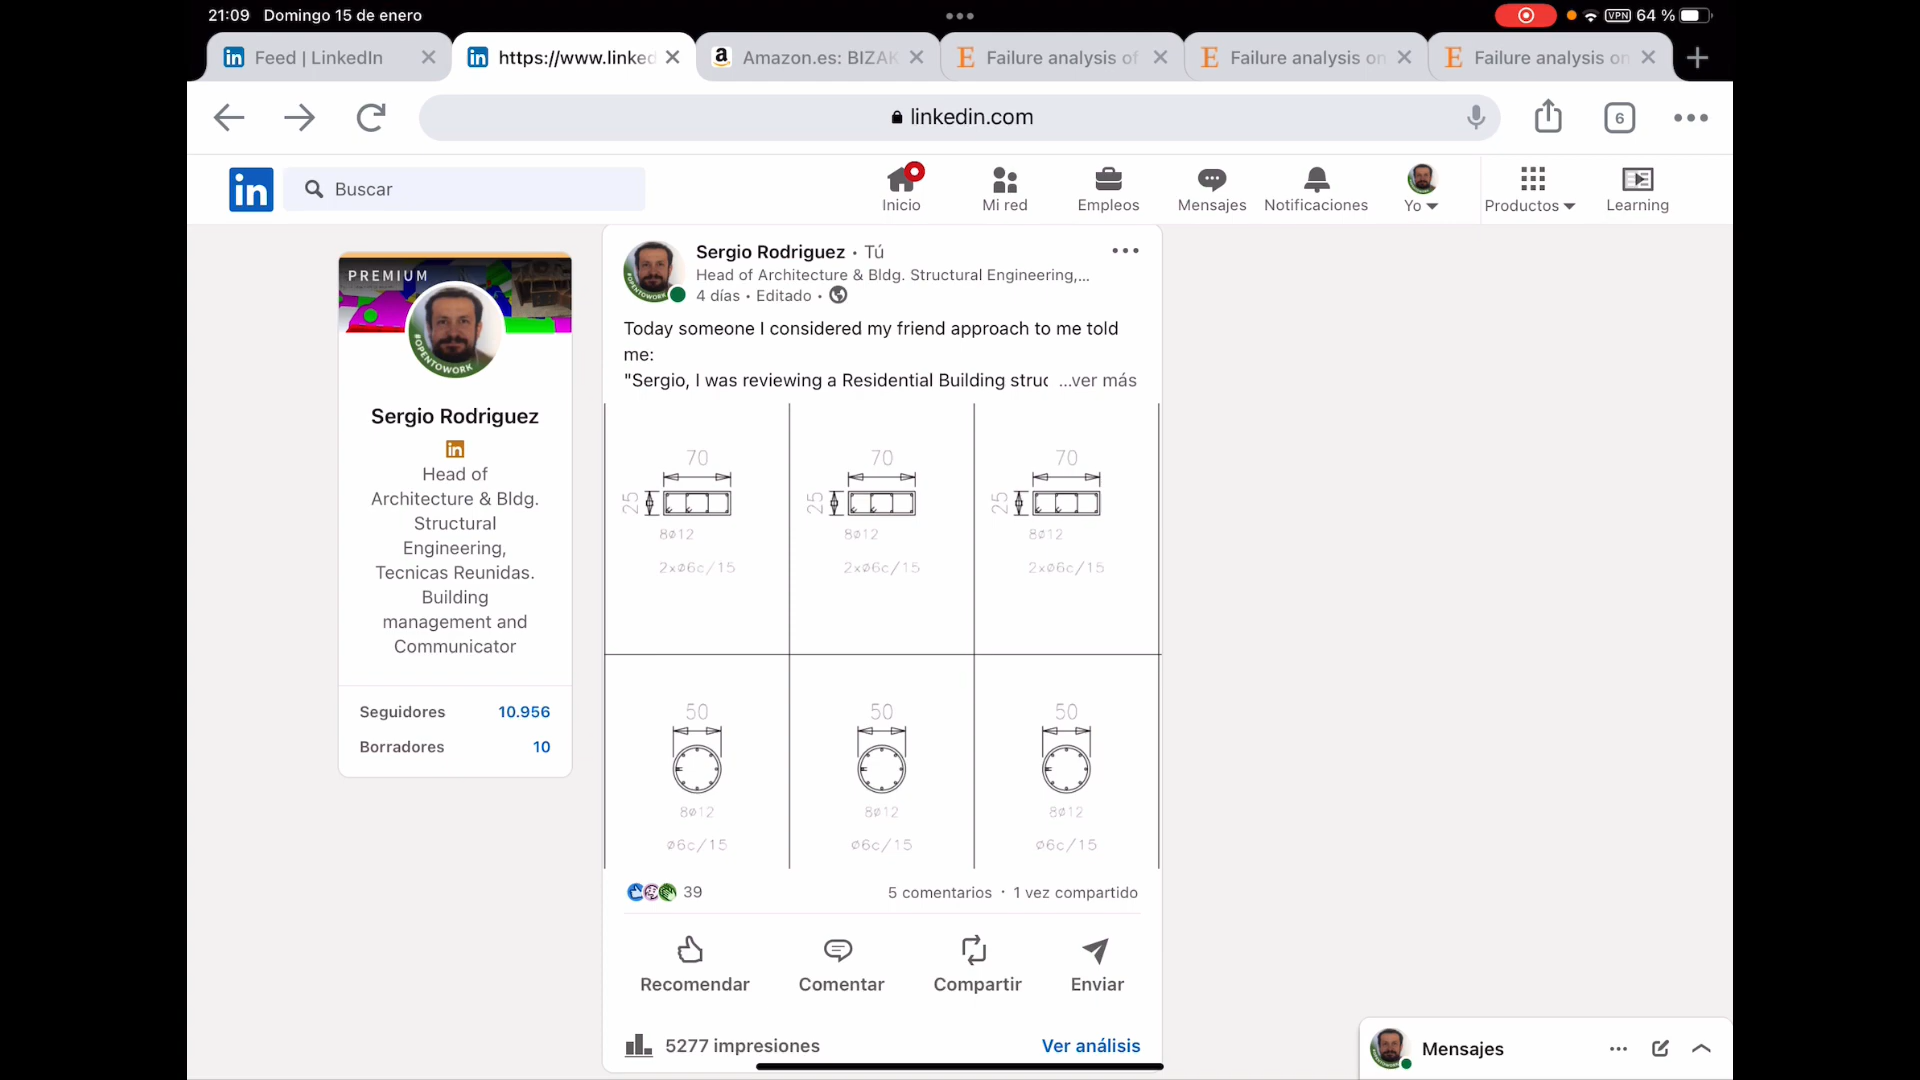 21:09 Domingo 15 de enero
VPN 64 %
Feed | LinkedIn
https://www.linked
Amazon.es: BIZAK
Failure analysis of
Failure analysis on
Failure analysis on
linkedin.com
6
in Buscar
Inicio
Mi red
Empleos
Mensajes
Notificaciones
Yo
Productos
Learning
PREMIUM
#OPENTOWORK
Sergio Rodriguez
in
Head of
Architecture & Bldg.
Structural
Engineering,
Tecnicas Reunidas.
Building
management and
Communicator
Seguidores 10.956
Borradores 10
Sergio Rodriguez • Tú
Head of Architecture & Bldg. Structural Engineering,...
4 días • Editado •
Today someone I considered my friend approach to me told
me:
"Sergio, I was reviewing a Residential Building struc ...ver más
70 70 70
25 25 25
8ø12 8ø12 8ø12
2xø6c/15 2xø6c/15 2xø6c/15
50 50 50
8ø12 8ø12 8ø12
ø6c/15 ø6c/15 ø6c/15
39 5 comentarios • 1 vez compartido
Recomendar Comentar Compartir Enviar
5277 impresiones Ver análisis
Mensajes